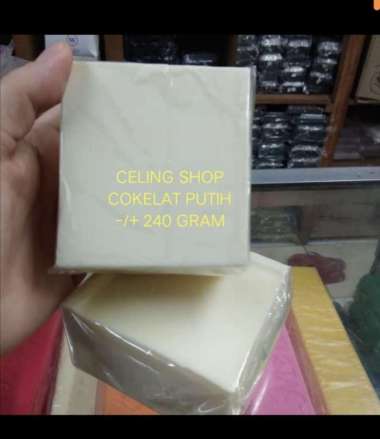 CELING SHOP
COKELAT PUTIH
-/+ 240 GRAM